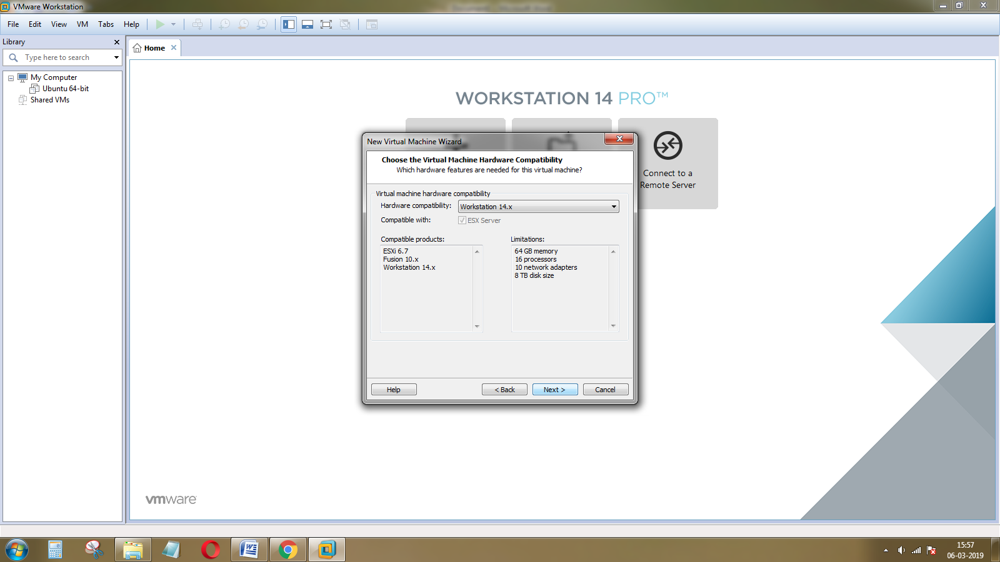 VMware Workstation
File Edit View VM Tabs Help
Library
Type here to search
My Computer
Ubuntu 64-bit
Shared VMs
Home
WORKSTATION 14 PRO™
Connect to a
Remote Server
New Virtual Machine Wizard
Choose the Virtual Machine Hardware Compatibility
Which hardware features are needed for this virtual machine?
Virtual machine hardware compatibility
Hardware compatibility: Workstation 14.x
Compatible with: ESX Server
Compatible products:
ESXi 6.7
Fusion 10.x
Workstation 14.x
Limitations:
64 GB memory
16 processors
10 network adapters
8 TB disk size
Help < Back Next > Cancel
vmware
15:57
06-03-2019